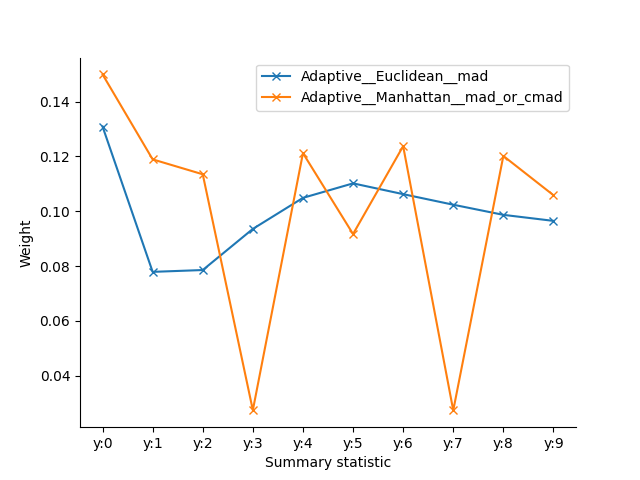 Adaptive__Euclidean__mad
Adaptive__Manhattan__mad_or_cmad
0.14
0.12
0.10
0.08
0.06
0.04
Weight
y:0 y:1 y:2 y:3 y:4 y:5 y:6 y:7 y:8 y:9
Summary statistic